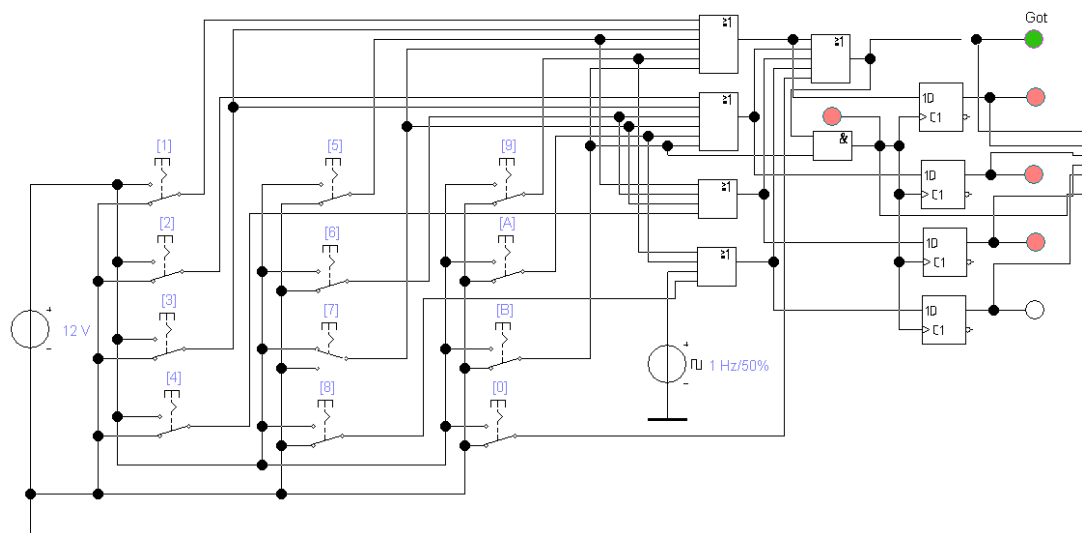 Got
≥1
≥1
1D
C1
≥1
&
1D
C1
[1]
[5]
[9]
≥1
[2]
[6]
[A]
1D
C1
≥1
[3]
[7]
[B]
1D
C1
+
12 V
-
+
1 Hz/50%
-
[4]
[8]
[0]